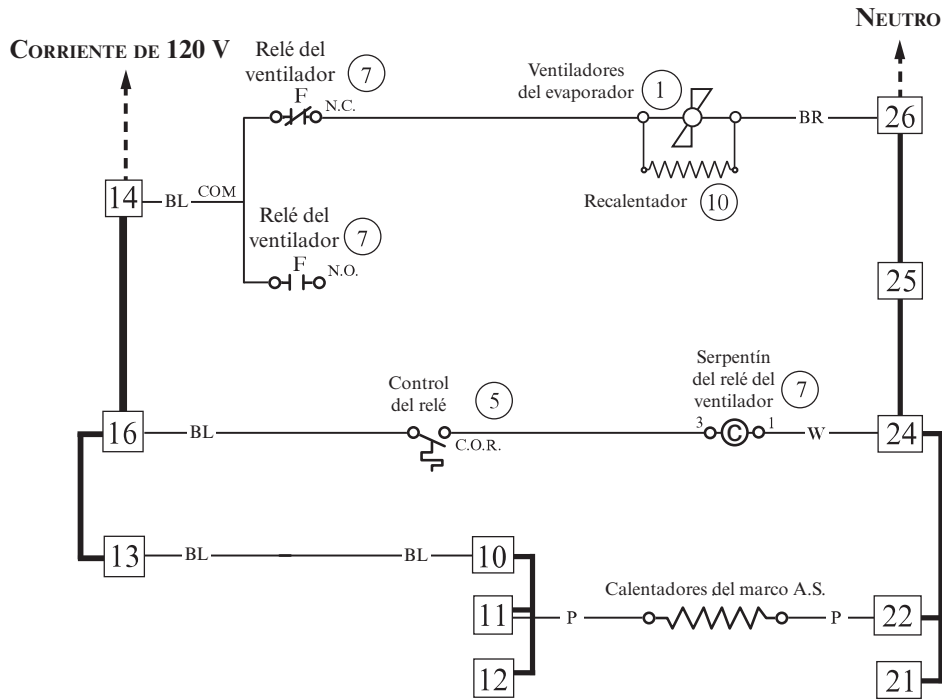 NEUTRO
CORRIENTE DE 120 V
Relé del
ventilador
7
F
N.C.
Ventiladores
del evaporador
1
BR
26
14
BL
COM
Recalentador
10
Relé del
ventilador
7
F
N.O.
25
Control
del relé
5
Serpentín
del relé del
ventilador
7
16
BL
C.O.R.
3
C
1
W
24
13
BL
BL
10
11
P
Calentadores del marco A.S.
P
22
12
21